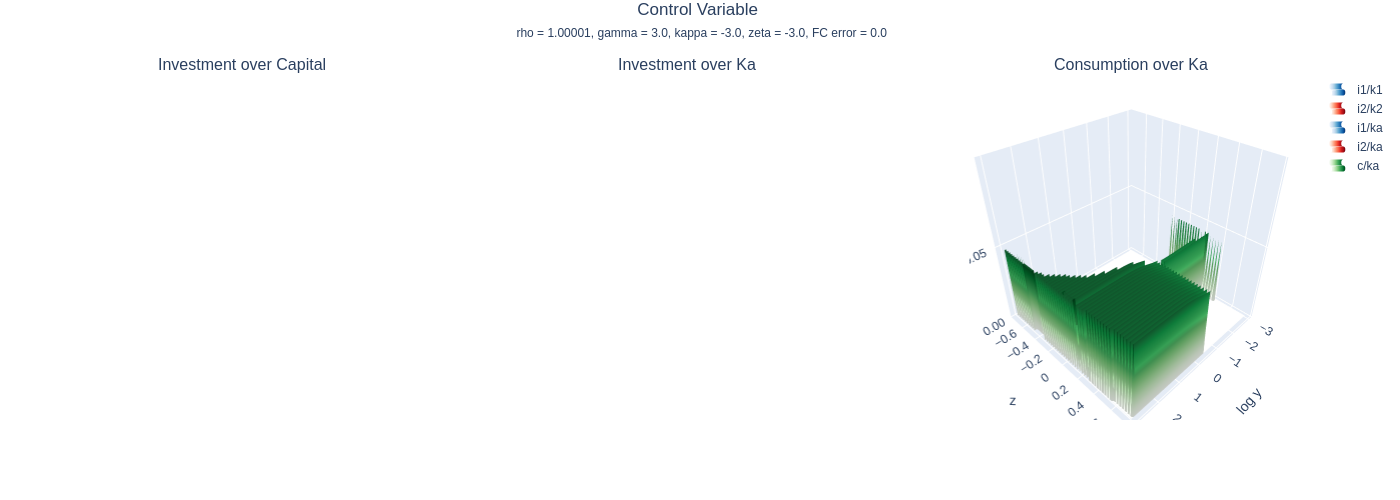 Control Variable
rho = 1.00001, gamma = 3.0, kappa = -3.0, zeta = -3.0, FC error = 0.0
Investment over Capital
Investment over Ka
Consumption over Ka
i1/k1
i2/k2
i1/ka
i2/ka
c/ka
0.00
−0.6
−0.4
−0.2
0
0.2
0.4
z
−3
−2
−1
0
1
2
log y